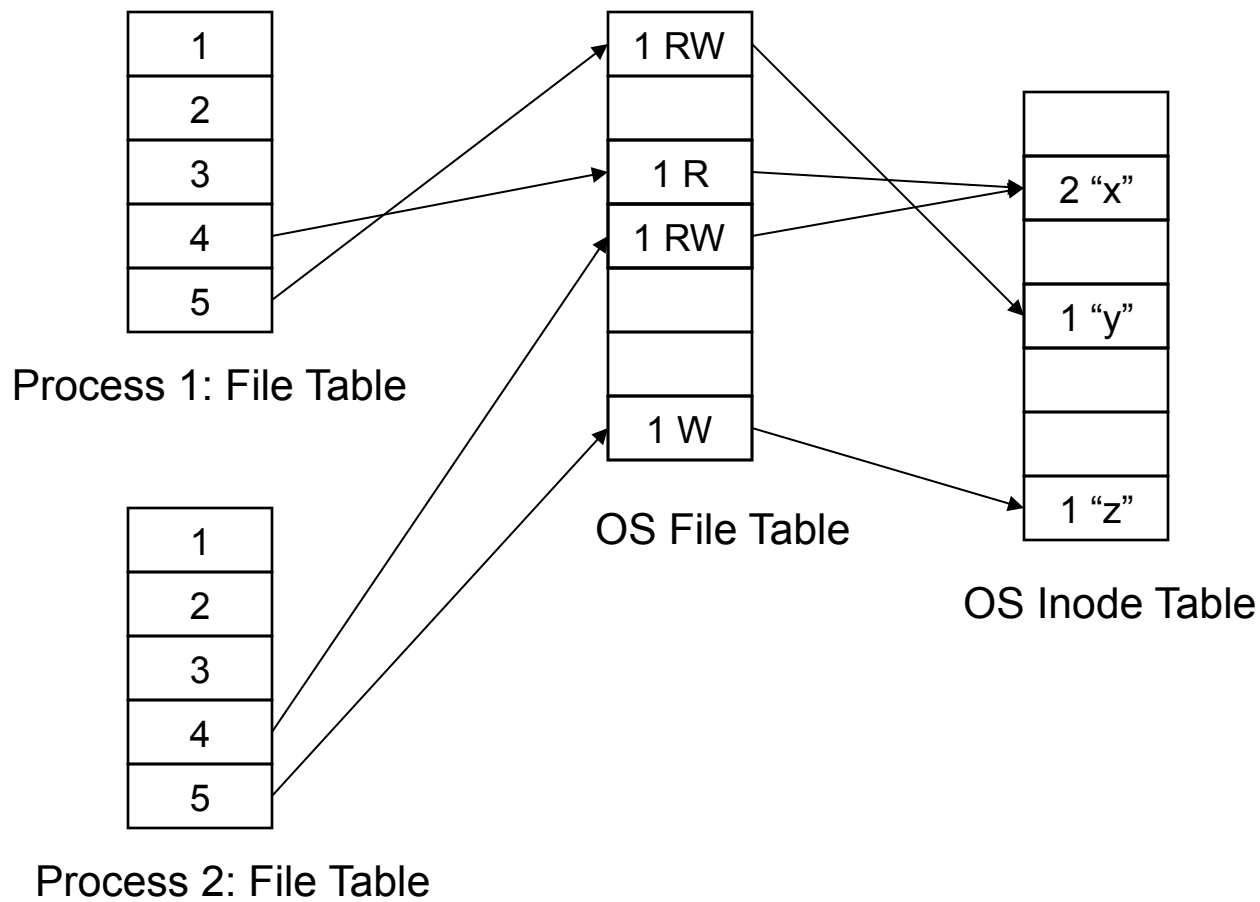 1
2
3
4
5
Process 1: File Table
1
2
3
4
5
Process 2: File Table
1 RW
1 R
1 RW
1 W
OS File Table
2 “x”
1 “y”
1 “z”
OS Inode Table